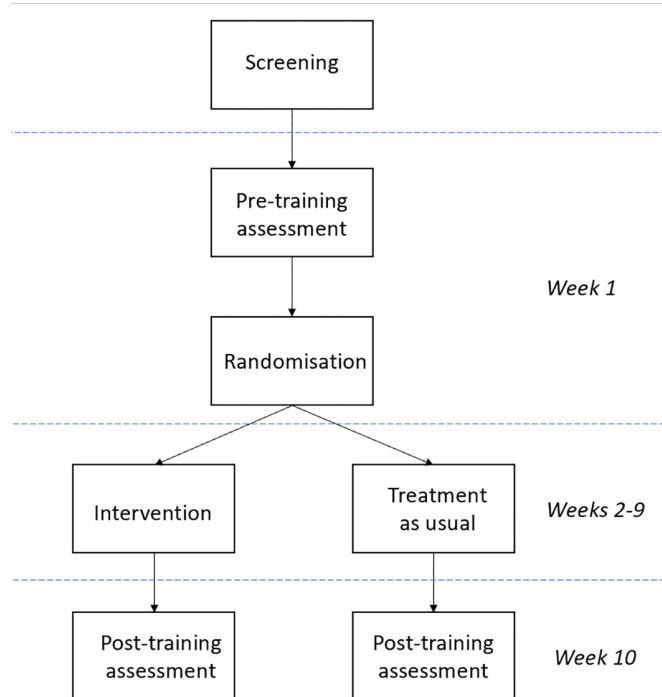 Screening
Pre-training
assessment
Week 1
Randomisation
Intervention
Treatment
as usual
Weeks 2-9
Post-training
assessment
Post-training
assessment
Week 10